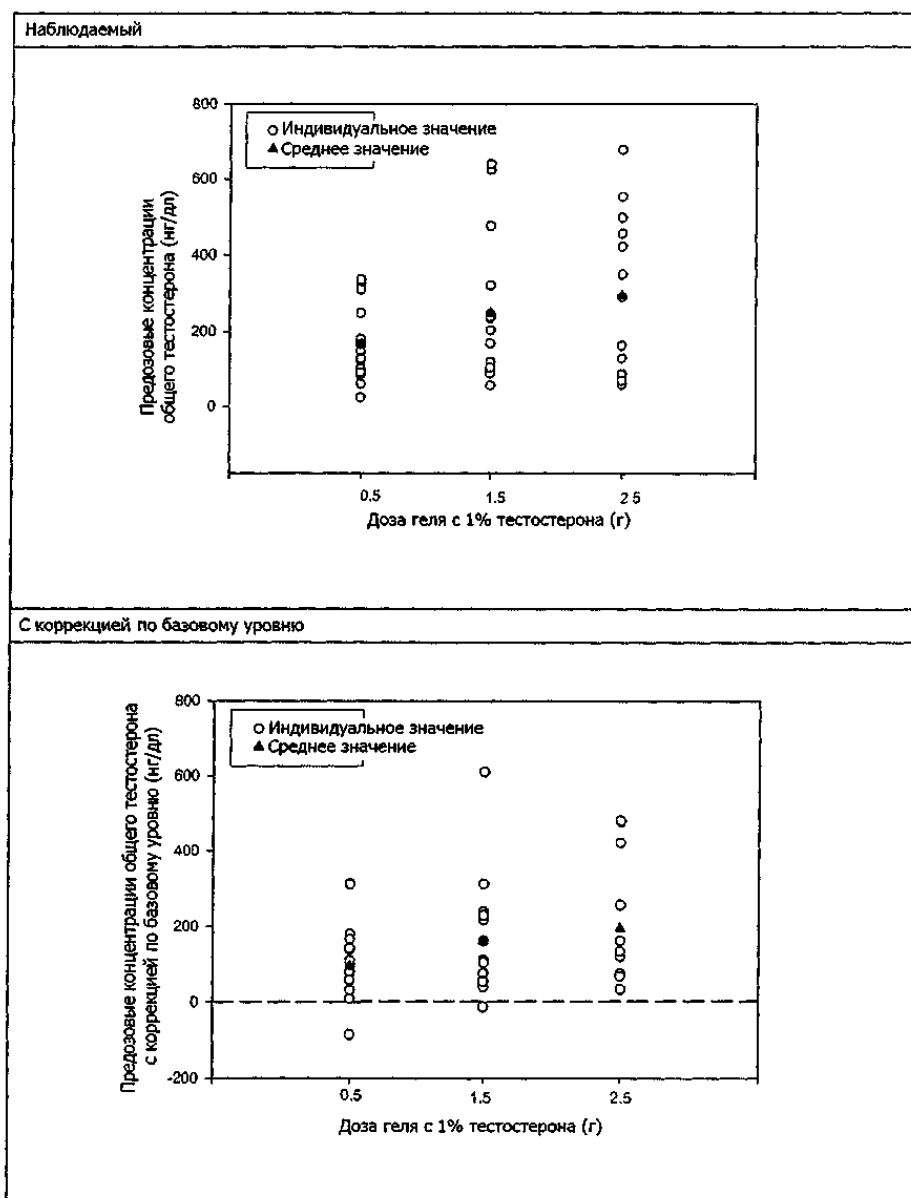 Наблюдаемый
800
600
400
200
0
Индивидуальное значение
Среднее значение
Предозовые концентрации
общего тестостерона (нг/дл)
0.5 1.5 2 5
Доза геля с 1% тестостерона (г)
С коррекцией по базовому уровню
800
600
400
200
0
-200
Индивидуальное значение
Среднее значение
Предозовые концентрации общего тестостерона
с коррекцией по базовому уровню (нг/дл)
0.5 1.5 2.5
Доза геля с 1% тестостерона (г)